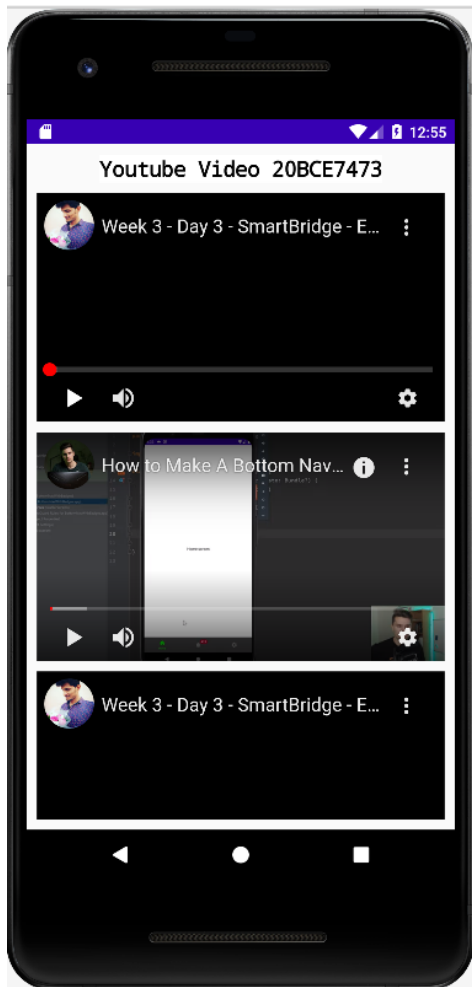 12:55
Youtube Video 20BCE7473
Week 3 - Day 3 - SmartBridge - E...
How to Make A Bottom Nav...
Week 3 - Day 3 - SmartBridge - E...